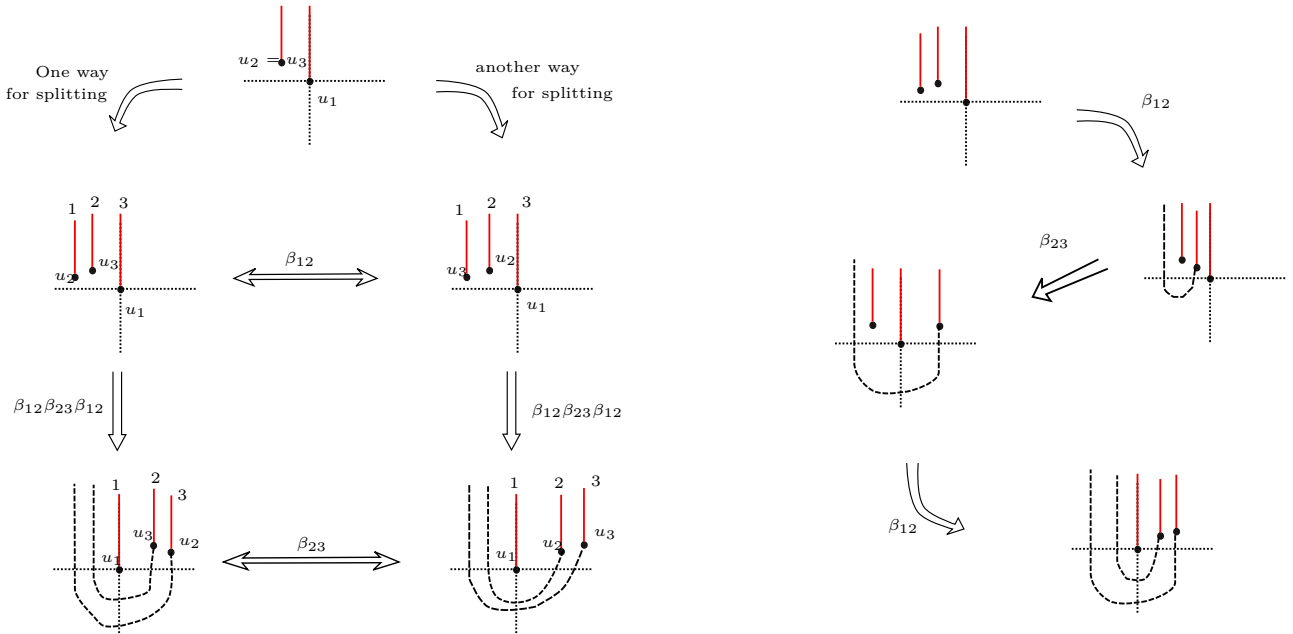 u₂ = u₃
u₁
One way
for splitting
another way
for splitting
β₁₂
1 2 3
u₂ u₃
u₁
β₁₂
1 2 3
u₃ u₂
u₁
β₂₃
β₁₂β₂₃β₁₂
β₁₂β₂₃β₁₂
1 2 3
u₃ u₂
u₁
β₂₃
1 2 3
u₂ u₃
u₁
β₁₂